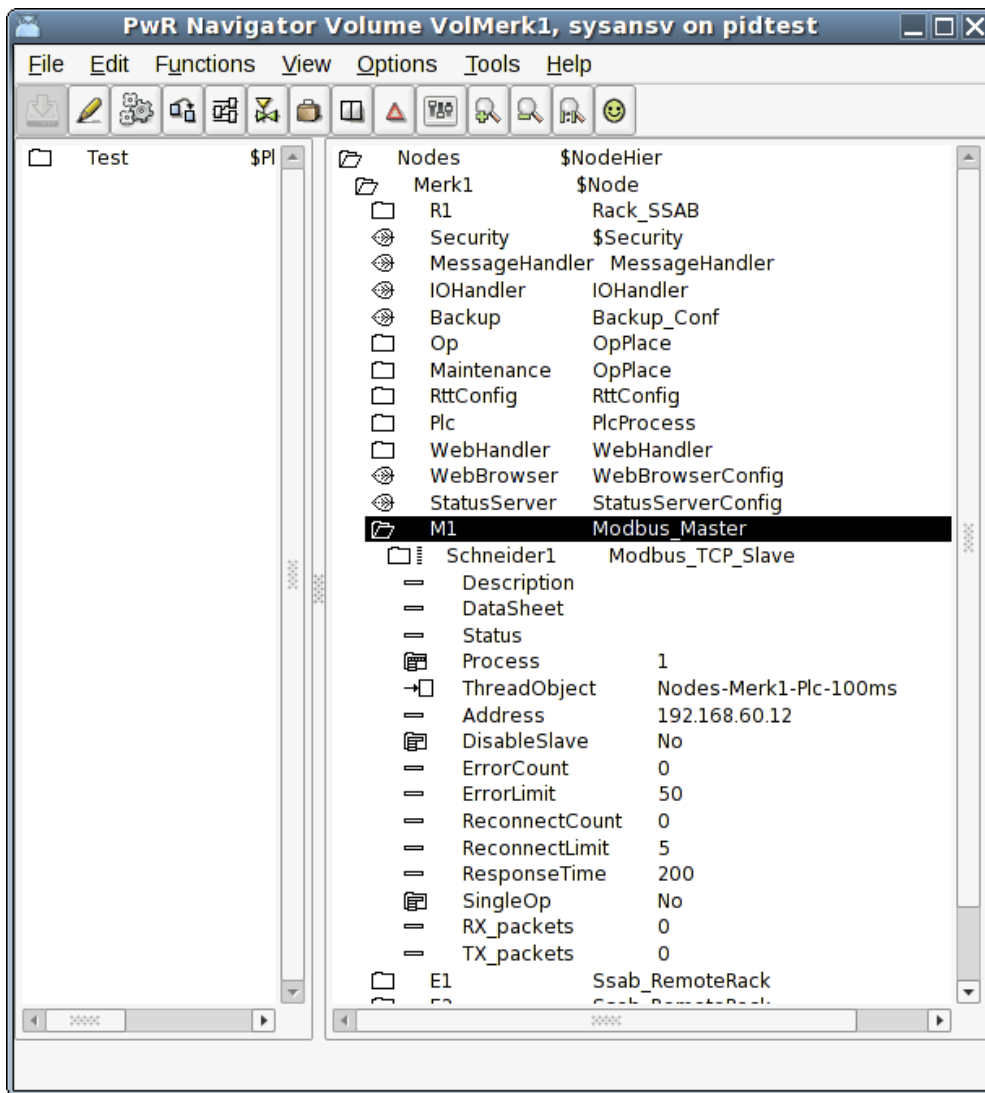 PwR Navigator Volume VolMerk1, sysansv on pidtest
File Edit Functions View Options Tools Help
Test $Pl
Nodes $NodeHier
Merk1 $Node
R1 Rack_SSAB
Security $Security
MessageHandler MessageHandler
IOHandler IOHandler
Backup Backup_Conf
Op OpPlace
Maintenance OpPlace
RttConfig RttConfig
Plc PlcProcess
WebHandler WebHandler
WebBrowser WebBrowserConfig
StatusServer StatusServerConfig
M1 Modbus_Master
Schneider1 Modbus_TCP_Slave
Description
DataSheet
Status
Process 1
ThreadObject Nodes-Merk1-Plc-100ms
Address 192.168.60.12
DisableSlave No
ErrorCount 0
ErrorLimit 50
ReconnectCount 0
ReconnectLimit 5
ResponseTime 200
SingleOp No
RX_packets 0
TX_packets 0
E1 Ssab_RemoteRack